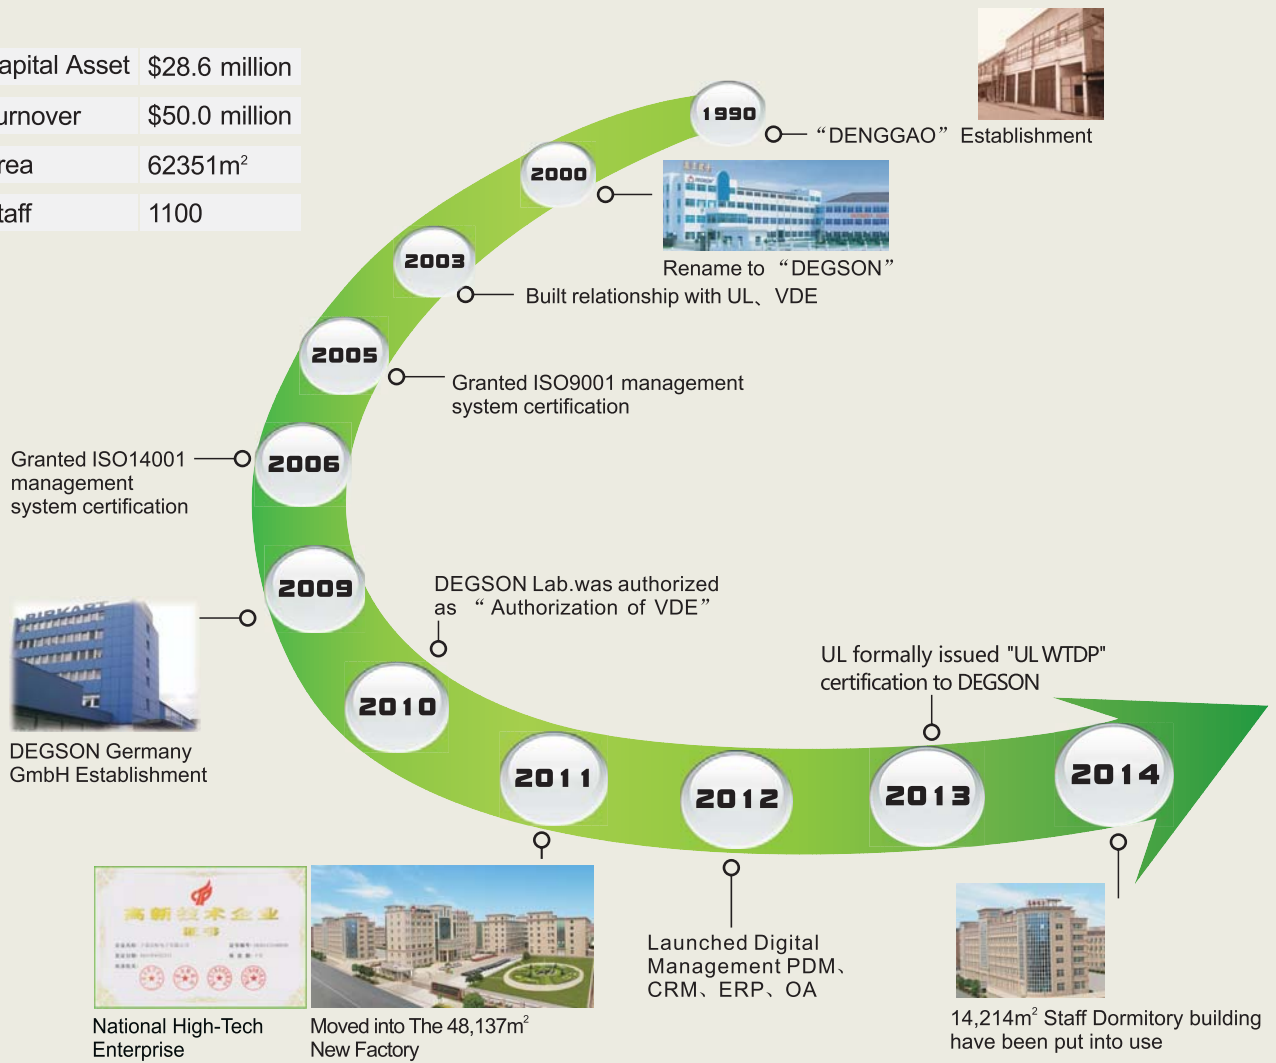 apital Asset $28.6 million
urnover $50.0 million
rea 62351m²
taff 1100
1990
“DENGGAO” Establishment
2000
Rename to “DEGSON”
2003
Built relationship with UL、VDE
2005
Granted ISO9001 management
system certification
2006
Granted ISO14001
management
system certification
2009
DEGSON Germany
GmbH Establishment
2010
DEGSON Lab.was authorized
as “ Authorization of VDE”
2011
高新技术企业
证书
National High-Tech
Enterprise
Moved into The 48,137m²
New Factory
2012
Launched Digital
Management PDM、
CRM、ERP、OA
2013
UL formally issued "UL WTDP"
certification to DEGSON
2014
14,214m² Staff Dormitory building
have been put into use